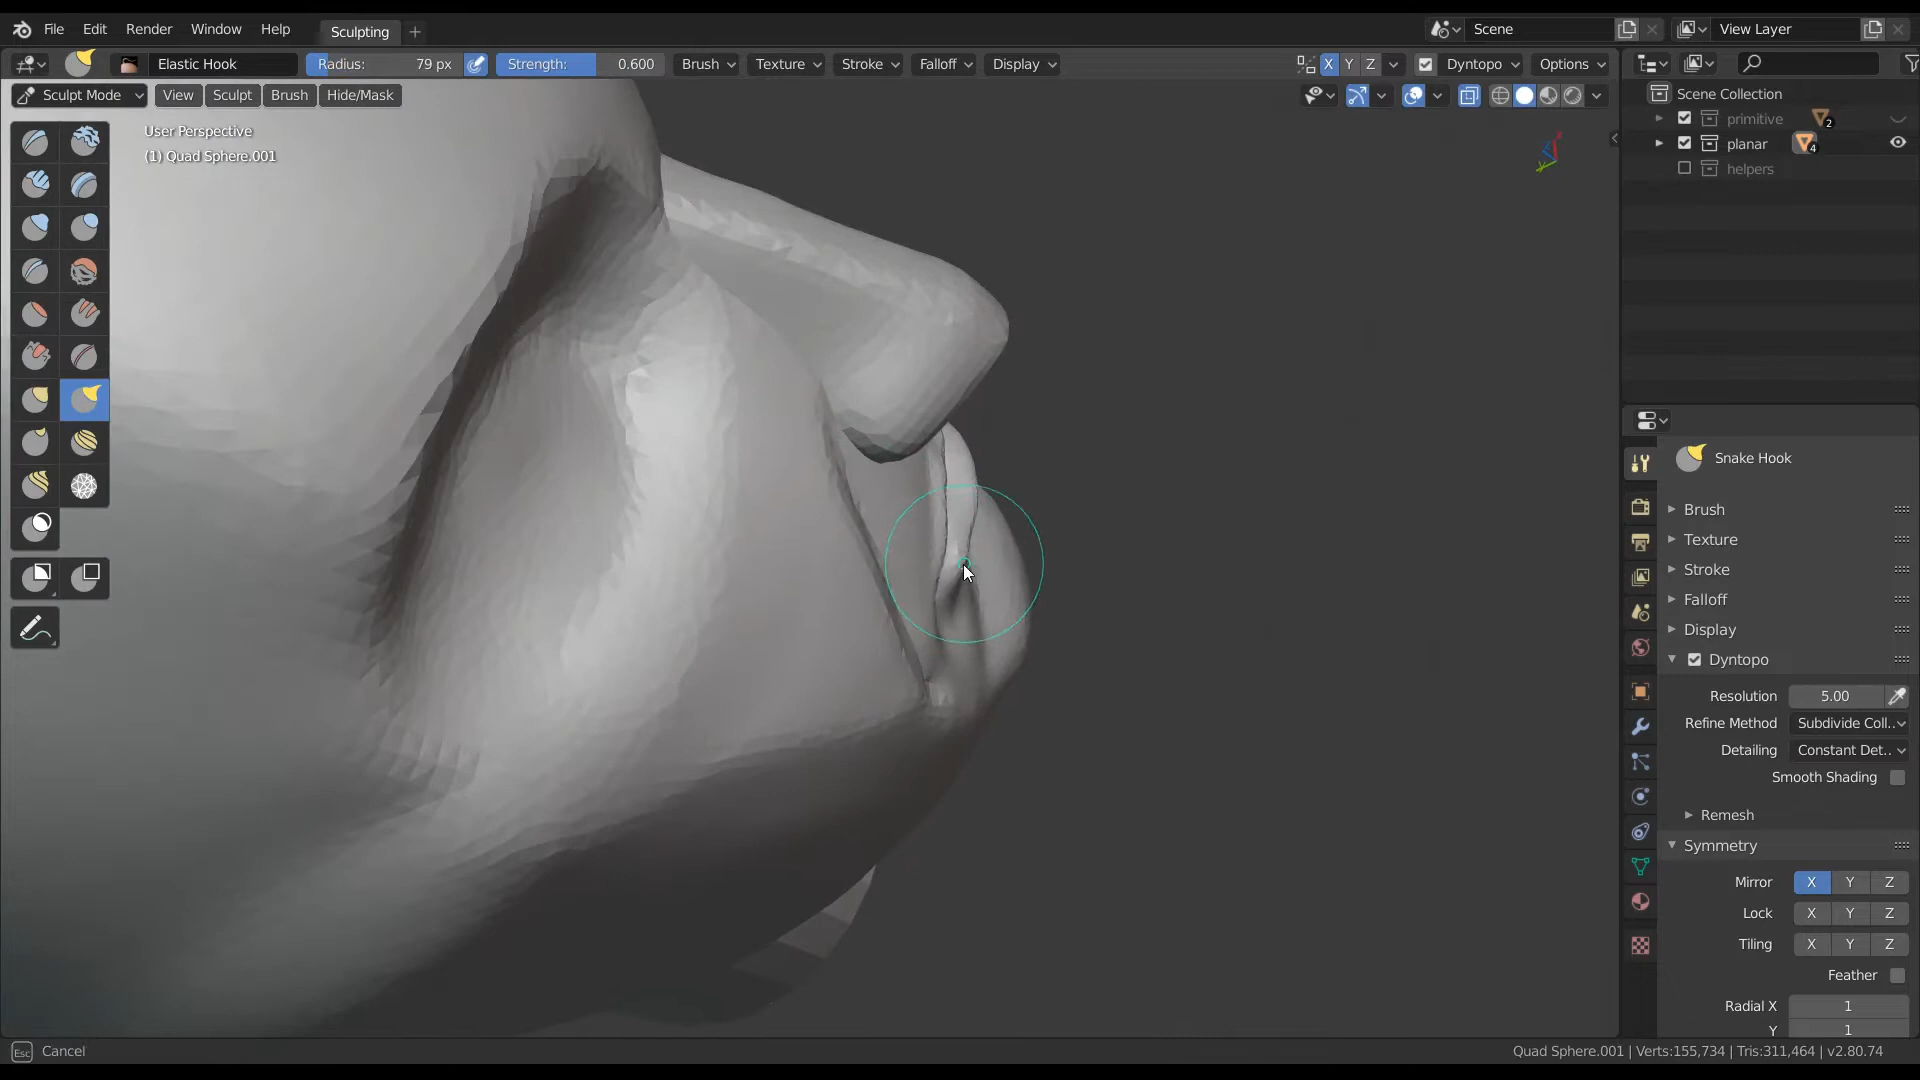 File Edit Render Window Help Sculpting + Scene View Layer
Elastic Hook Radius: 79 px Strength: 0.600 Brush Texture Stroke Falloff Display X Y Z Dyntopo Options
Sculpt Mode View Sculpt Brush Hide/Mask
User Perspective
(1) Quad Sphere.001
Scene Collection
primitive 2
planar 4
helpers
Snake Hook
Brush
Texture
Stroke
Falloff
Display
Dyntopo
Resolution 5.00
Refine Method Subdivide Coll..
Detailing Constant Det..
Smooth Shading
Remesh
Symmetry
Mirror X Y Z
Lock X Y Z
Tiling X Y Z
Feather
Radial X 1
Y 1
Esc Cancel
Quad Sphere.001 | Verts:155,734 | Tris:311,464 | v2.80.74